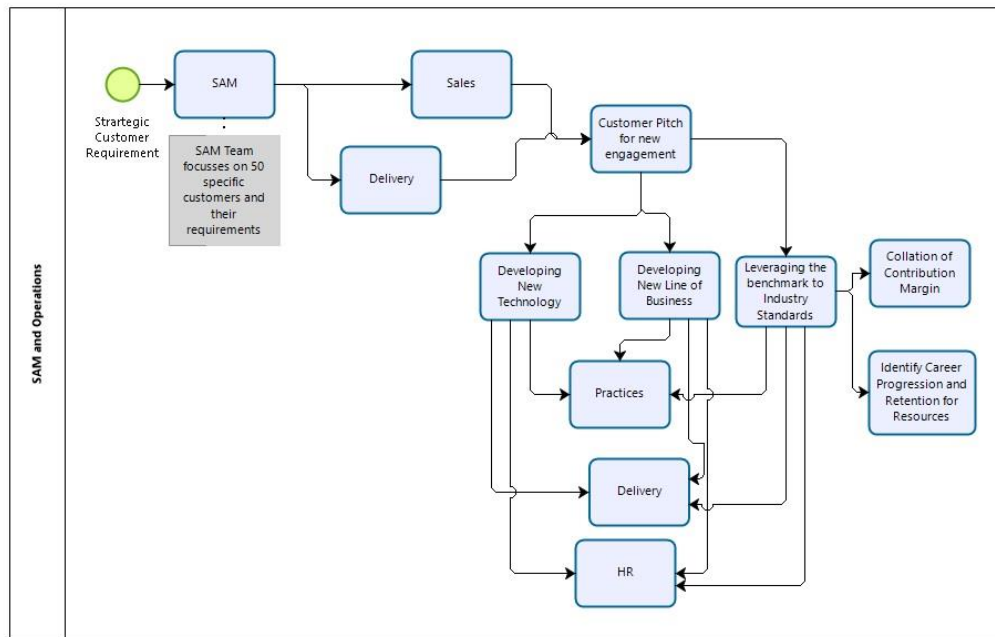 SAM and Operations
Strartegic
Customer
Requirement
SAM
SAM Team
focusses on 50
specific
customers and
their
requirements
Sales
Delivery
Customer Pitch
for new
engagement
Developing
New
Technology
Developing
New Line of
Business
Leveraging the
benchmark to
Industry
Standards
Collation of
Contribution
Margin
Identify Career
Progression and
Retention for
Resources
Practices
Delivery
HR